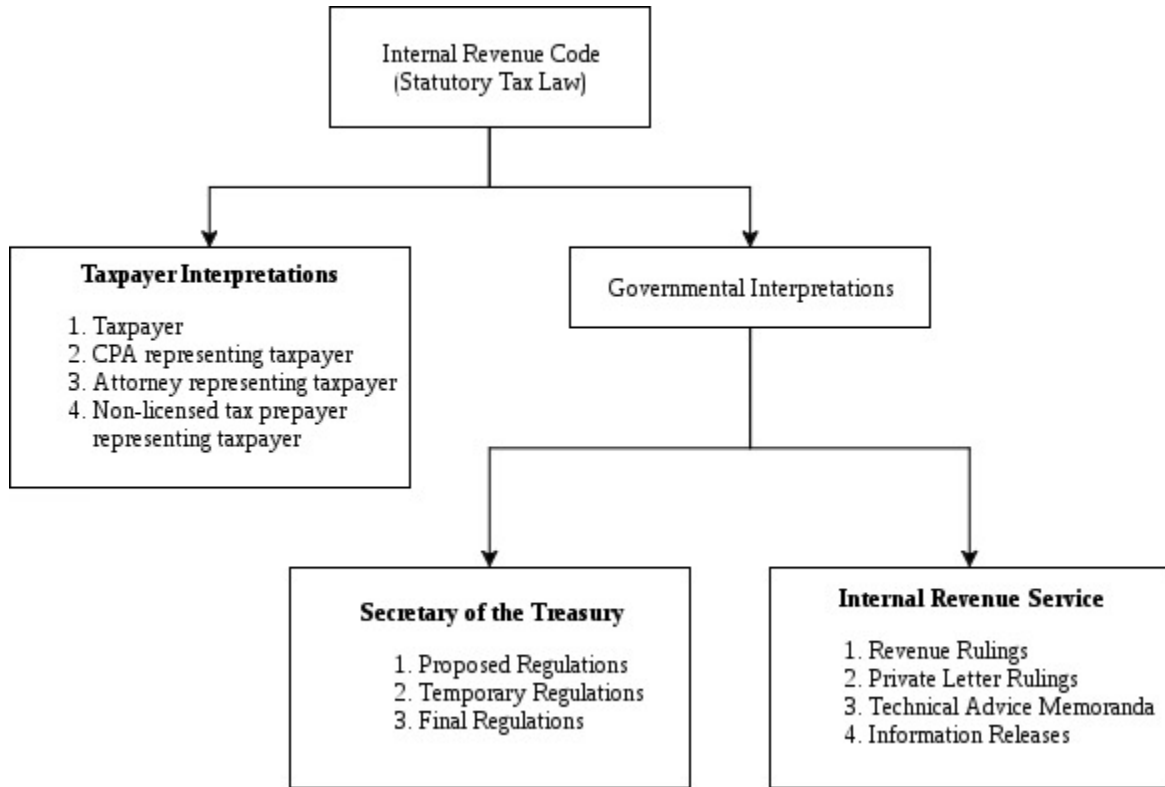 Internal Revenue Code
(Statutory Tax Law)
Taxpayer Interpretations
1. Taxpayer
2. CPA representing taxpayer
3. Attorney representing taxpayer
4. Non-licensed tax prepayer
representing taxpayer
Governmental Interpretations
Secretary of the Treasury
1. Proposed Regulations
2. Temporary Regulations
3. Final Regulations
Internal Revenue Service
1. Revenue Rulings
2. Private Letter Rulings
3. Technical Advice Memoranda
4. Information Releases